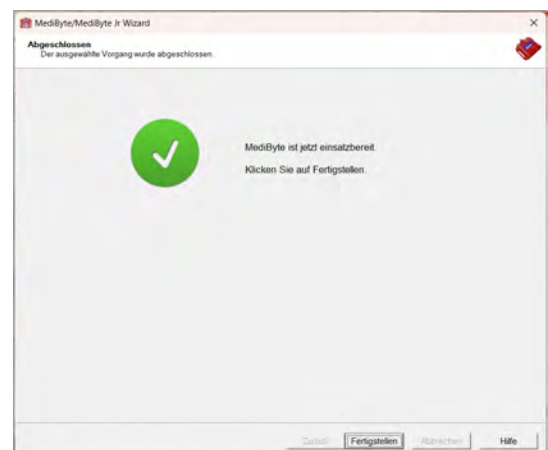 MediByte/MediByte Jr Wizard
Abgeschlossen
Der ausgewählte Vorgang wurde abgeschlossen.
MediByte ist jetzt einsatzbereit
Klicken Sie auf Fertigstellen.
Zurück Fertigstellen Abbrechen Hilfe